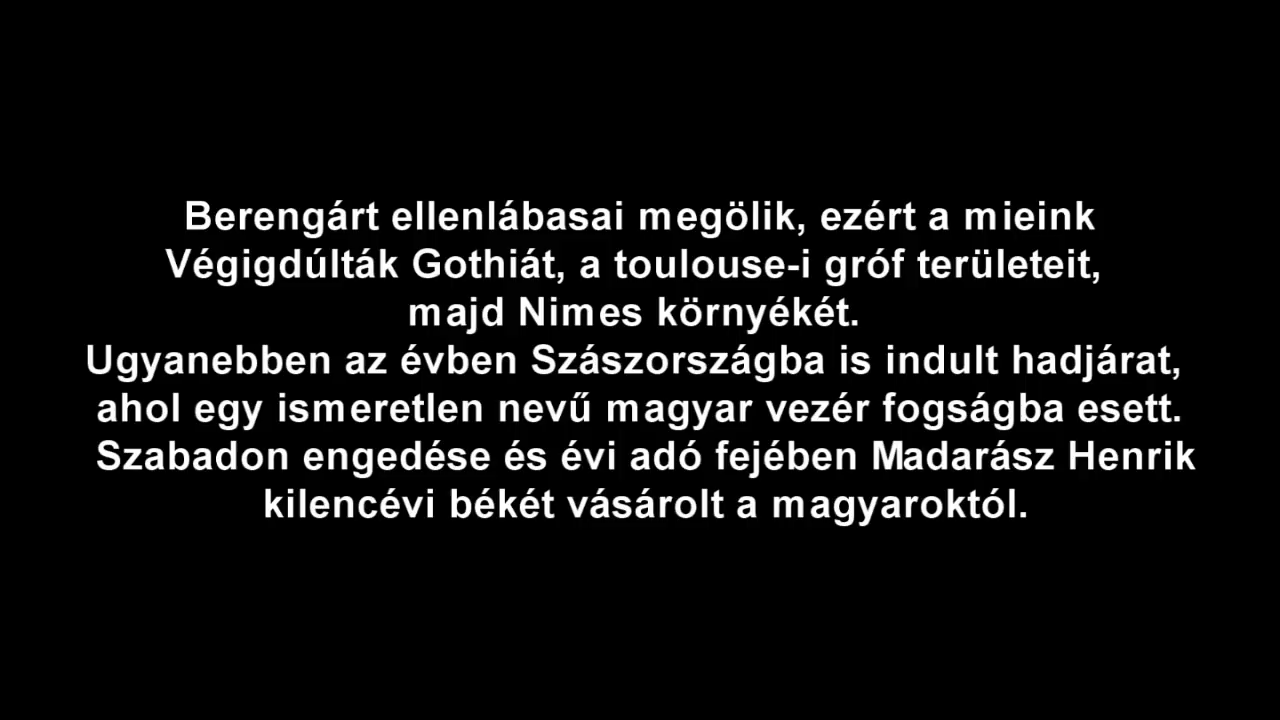 Berengárt ellenlábasai megölik, ezért a mieink
Végigdúlták Gothiát, a toulouse-i gróf területeit,
majd Nimes környékét.
Ugyanebben az évben Szászországba is indult hadjárat,
ahol egy ismeretlen nevű magyar vezér fogságba esett.
Szabadon engedése és évi adó fejében Madarász Henrik
kilencévi békét vásárolt a magyaroktól.